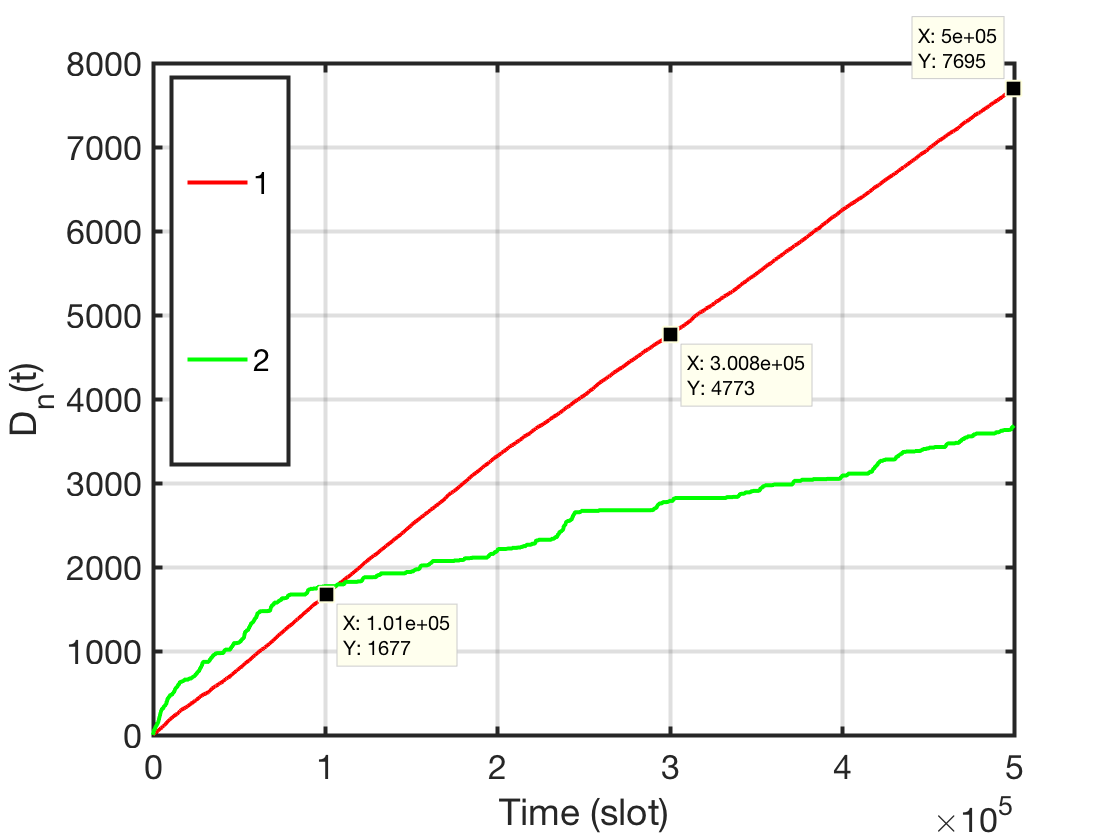 X: 5e+05
Y: 7695
8000
7000
6000
5000
4000
3000
2000
1000
0
D_n(t)
1
2
X: 3.008e+05
Y: 4773
X: 1.01e+05
Y: 1677
0 1 2 3 4 5
Time (slot)
×10^5